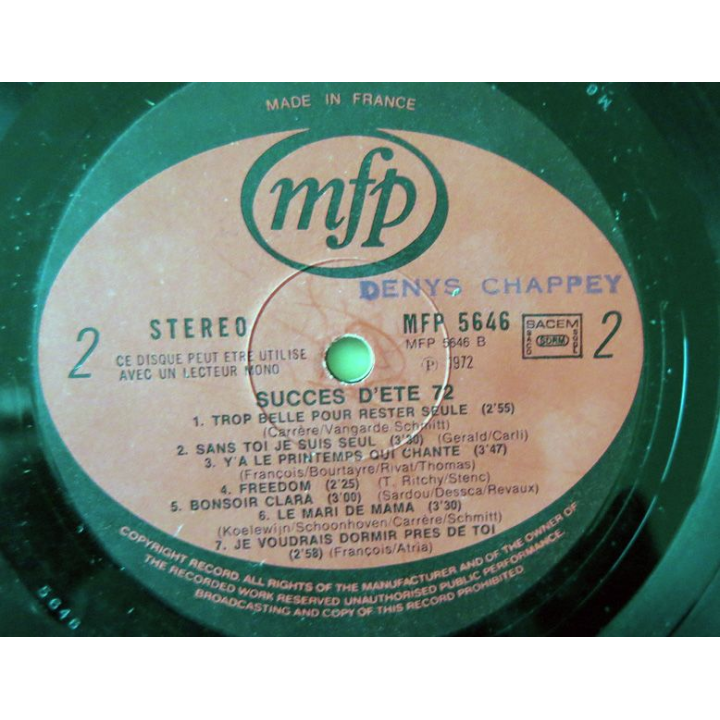 MADE IN FRANCE
mfp
DENYS CHAPPEY
2 STEREO
CE DISQUE PEUT ETRE UTILISE
AVEC UN LECTEUR MONO
MFP 5646
MFP 5646 B
℗ 1972
SACEM
SACD SDRM SGDL
2
SUCCES D'ETE 72
1. TROP BELLE POUR RESTER SEULE (2'55)
(Carrère/Vangarde Schmitt)
2. SANS TOI JE SUIS SEUL (3'30) (Gerald/Carli)
3. Y'A LE PRINTEMPS QUI CHANTE (3'47)
(François/Bourtayre/Rivat/Thomas)
4. FREEDOM (2'25) (T. Ritchy/Stenc)
5. BONSOIR CLARA (3'00) (Sardou/Dessca/Revaux)
6. LE MARI DE MAMA (3'30)
(Koelewijn/Schoonhoven/Carrère/Schmitt)
7. JE VOUDRAIS DORMIR PRES DE TOI
(2'58) (François/Atria)
COPYRIGHT RECORD. ALL RIGHTS OF THE MANUFACTURER AND OF THE OWNER OF
THE RECORDED WORK RESERVED UNAUTHORISED PUBLIC PERFORMANCE.
BROADCASTING AND COPY OF THIS RECORD PROHIBITED
5646